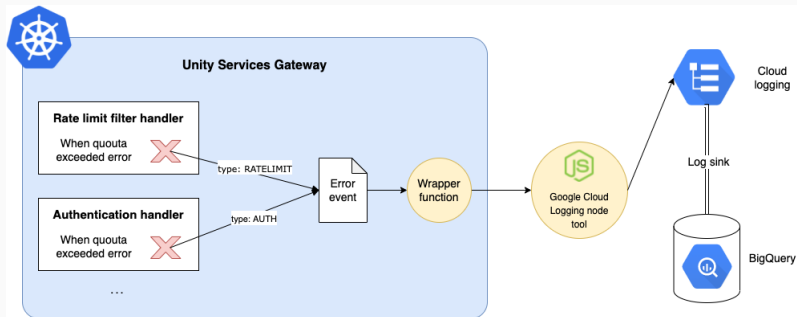 Unity Services Gateway
Rate limit filter handler
When quouta
exceeded error
type: RATELIMIT
Authentication handler
When quouta
exceeded error
type: AUTH
...
Error
event
Wrapper
function
JS
Google Cloud
Logging node
tool
Cloud
logging
Log sink
BigQuery